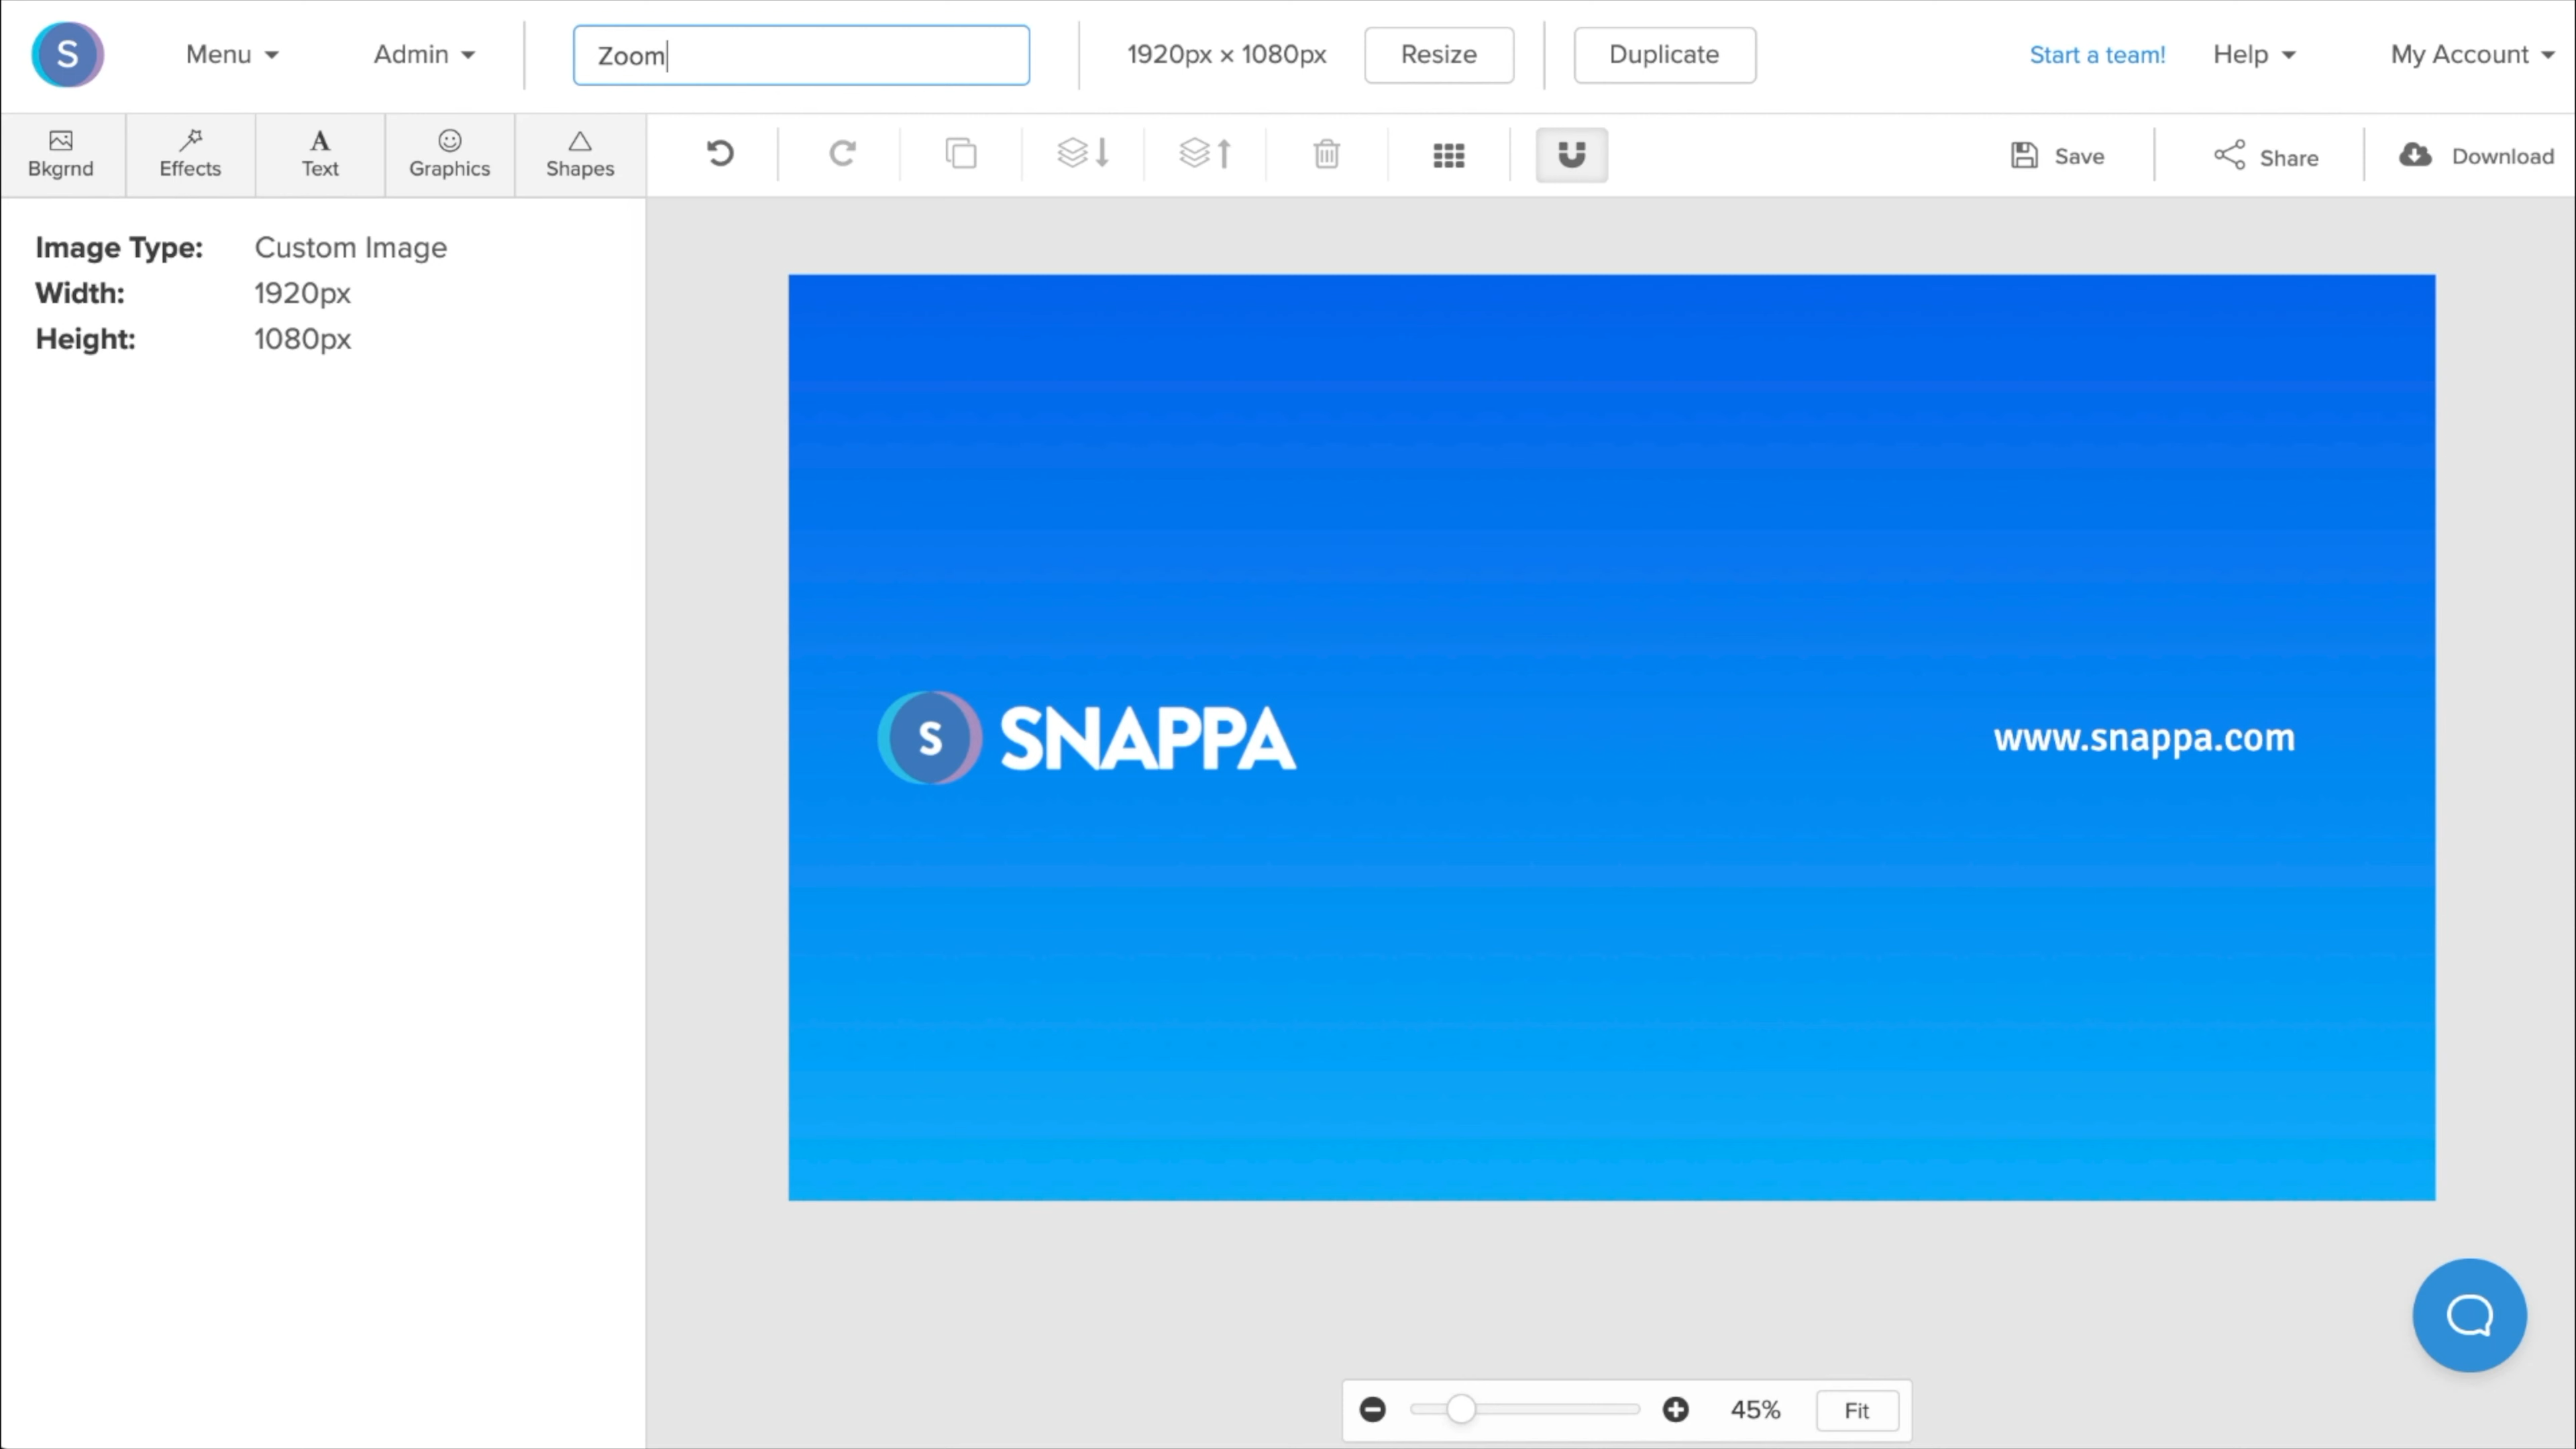 S Menu Admin Zoom 1920px × 1080px Resize Duplicate Start a team! Help My Account
Bkgrnd Effects Text Graphics Shapes Save Share Download
Image Type: Custom Image
Width: 1920px
Height: 1080px
S SNAPPA www.snappa.com
45% Fit